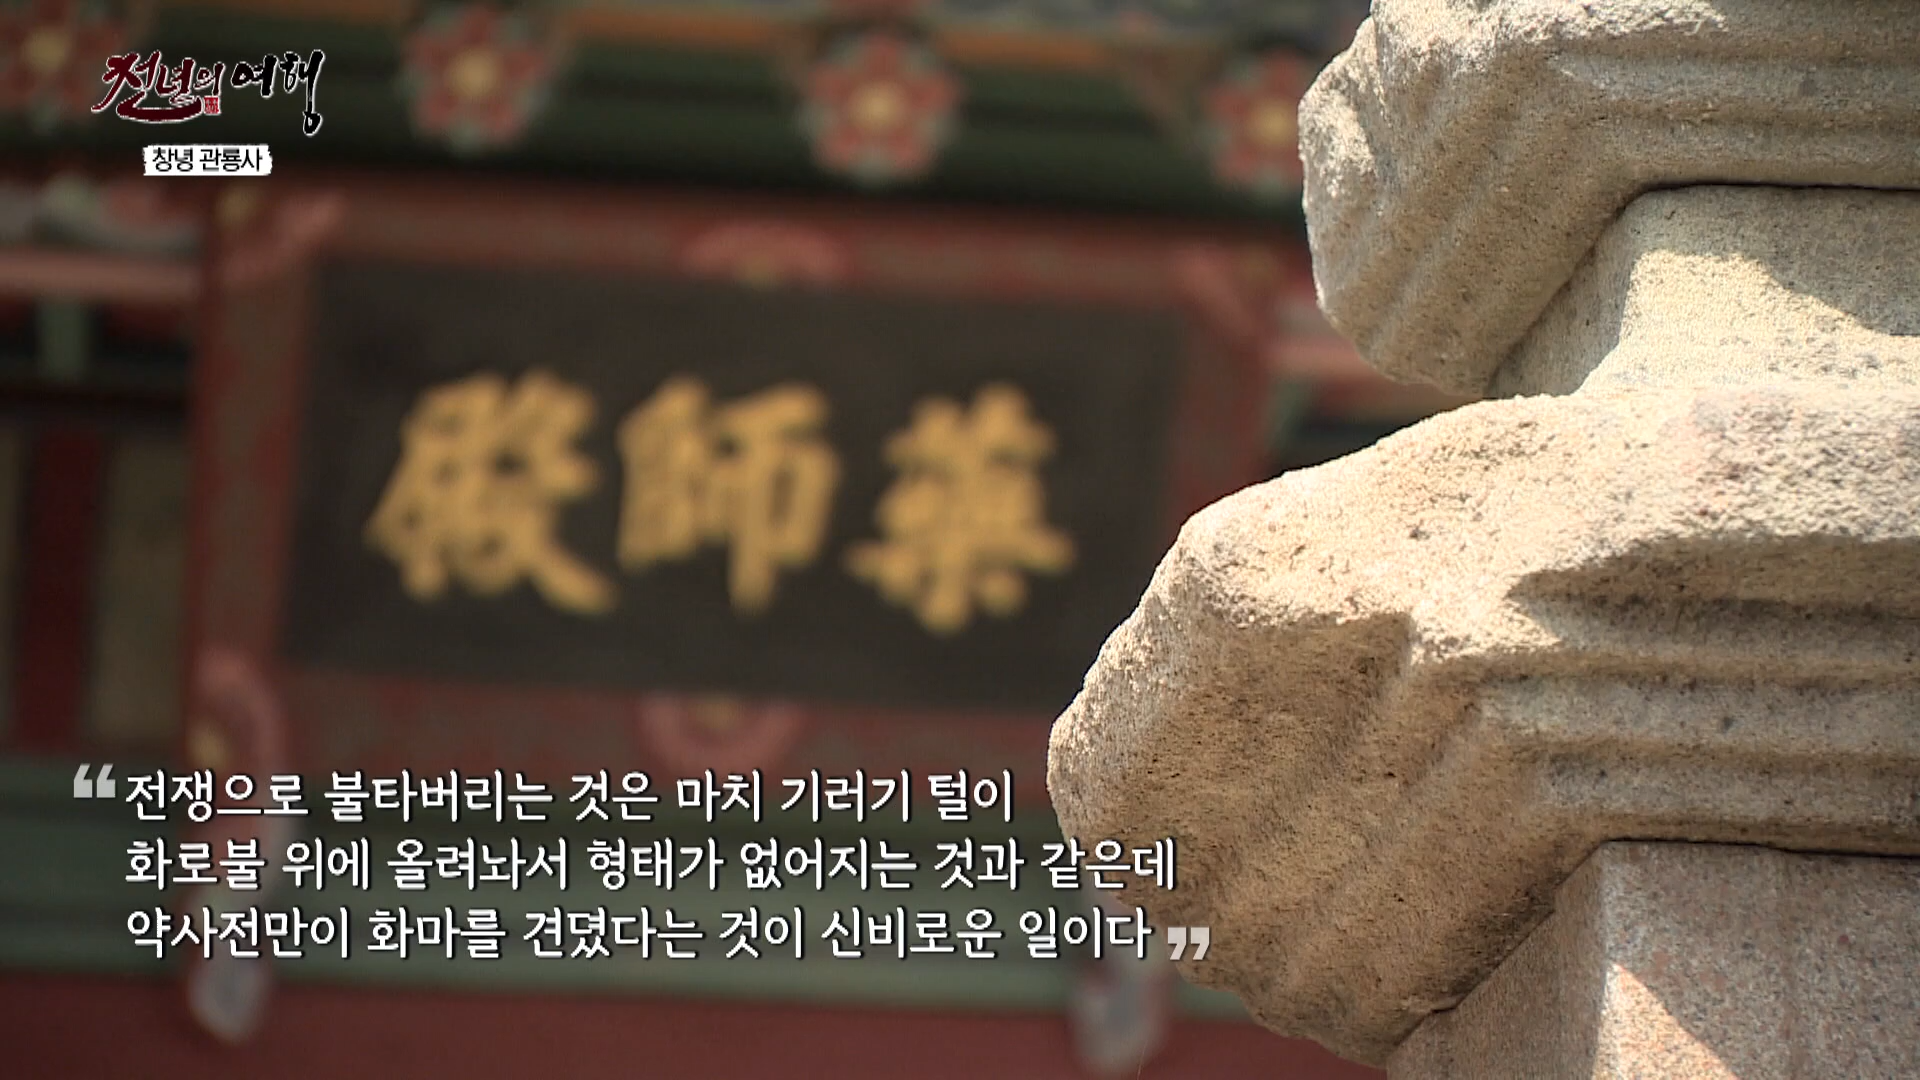 천년의 여행
창녕 관룡사
殿師藥
“전쟁으로 불타버리는 것은 마치 기러기 털이
화로불 위에 올려놔서 형태가 없어지는 것과 같은데
약사전만이 화마를 견뎠다는 것이 신비로운 일이다”